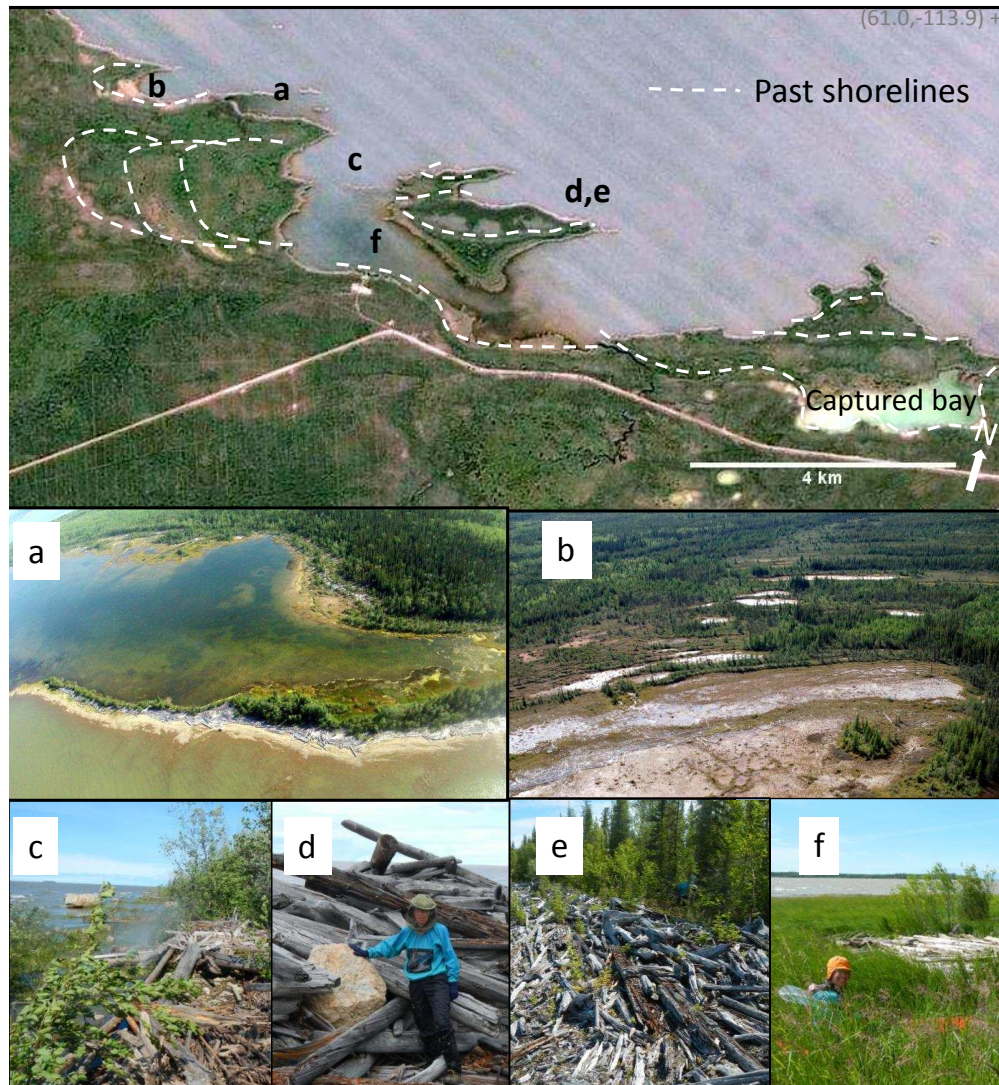 (61.0,-113.9) +
b
a
Past shorelines
c
d,e
f
Captured bay
N
4 km
a
b
c
d
e
f